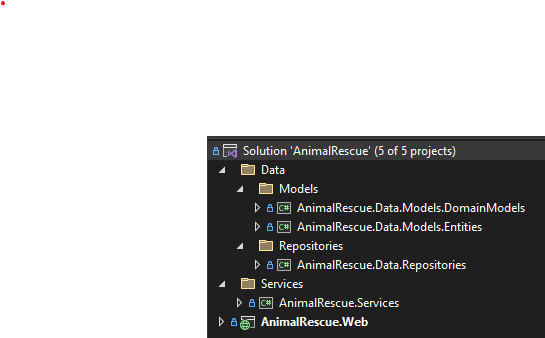 Solution 'AnimalRescue' (5 of 5 projects)
Data
Models
C# AnimalRescue.Data.Models.DomainModels
C# AnimalRescue.Data.Models.Entities
Repositories
C# AnimalRescue.Data.Repositories
Services
C# AnimalRescue.Services
AnimalRescue.Web